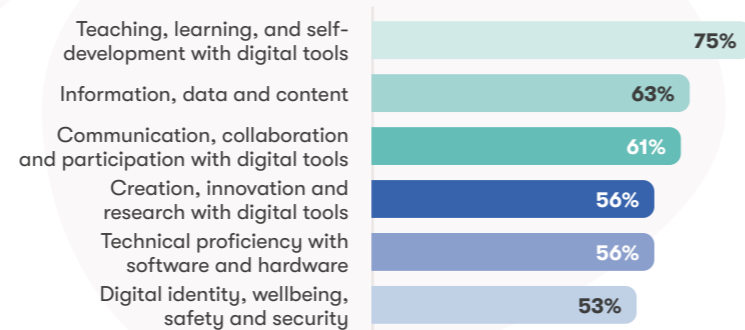 Teaching, learning, and self-
development with digital tools
75%
Information, data and content
63%
Communication, collaboration
and participation with digital tools
61%
Creation, innovation and
research with digital tools
56%
Technical proficiency with
software and hardware
56%
Digital identity, wellbeing,
safety and security
53%